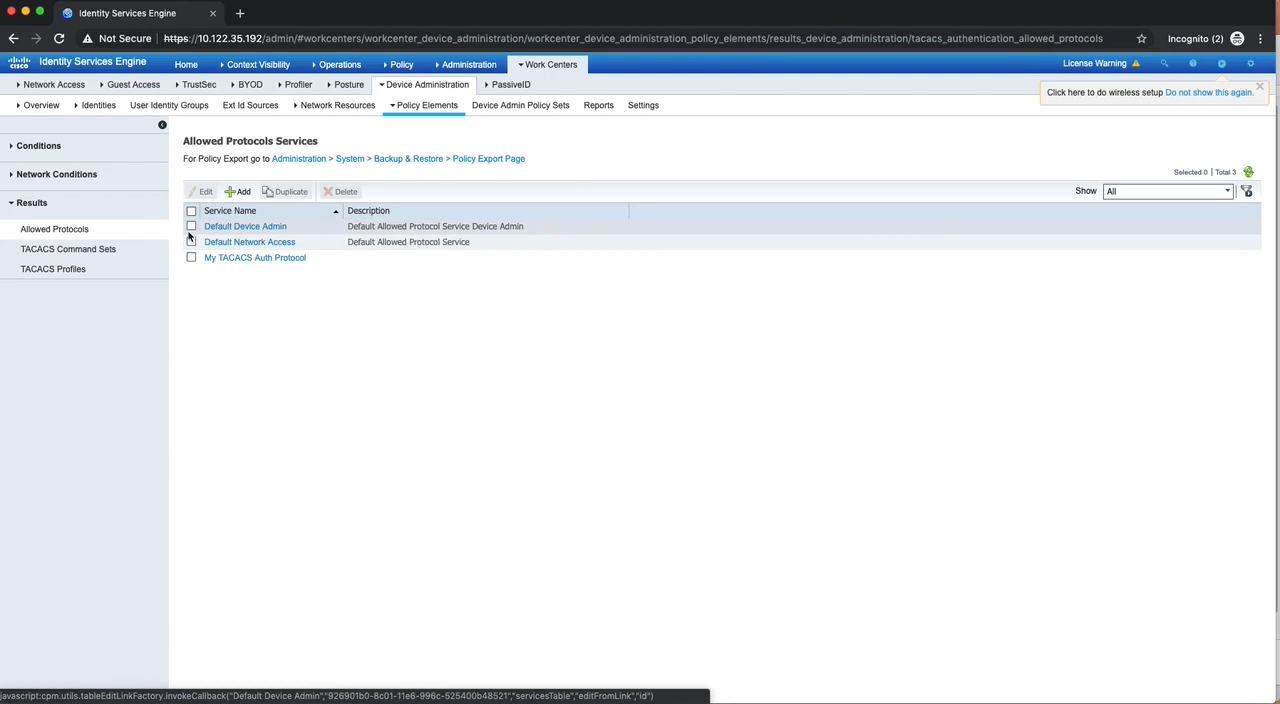 Identity Services Engine
Not Secure https://10.122.35.192/admin/#workcenters/workcenter_device_administration/workcenter_device_administration_policy_elements/results_device_administration/tacacs_authentication_allowed_protocols Incognito (2)
cisco Identity Services Engine Home Context Visibility Operations Policy Administration Work Centers License Warning
Network Access Guest Access TrustSec BYOD Profiler Posture Device Administration PassiveID
Click here to do wireless setup Do not show this again.
Overview Identities User Identity Groups Ext Id Sources Network Resources Policy Elements Device Admin Policy Sets Reports Settings
Conditions
Network Conditions
Results
Allowed Protocols
TACACS Command Sets
TACACS Profiles
Allowed Protocols Services
For Policy Export go to Administration > System > Backup & Restore > Policy Export Page
Selected 0 | Total 3
Edit Add Duplicate Delete Show All
Service Name Description
Default Device Admin Default Allowed Protocol Service Device Admin
Default Network Access Default Allowed Protocol Service
My TACACS Auth Protocol
javascript:cpm.utils.tableEditLinkFactory.invokeCallback("Default Device Admin","926901b0-8c01-11e6-996c-525400b48521","servicesTable","editFromLink","id")